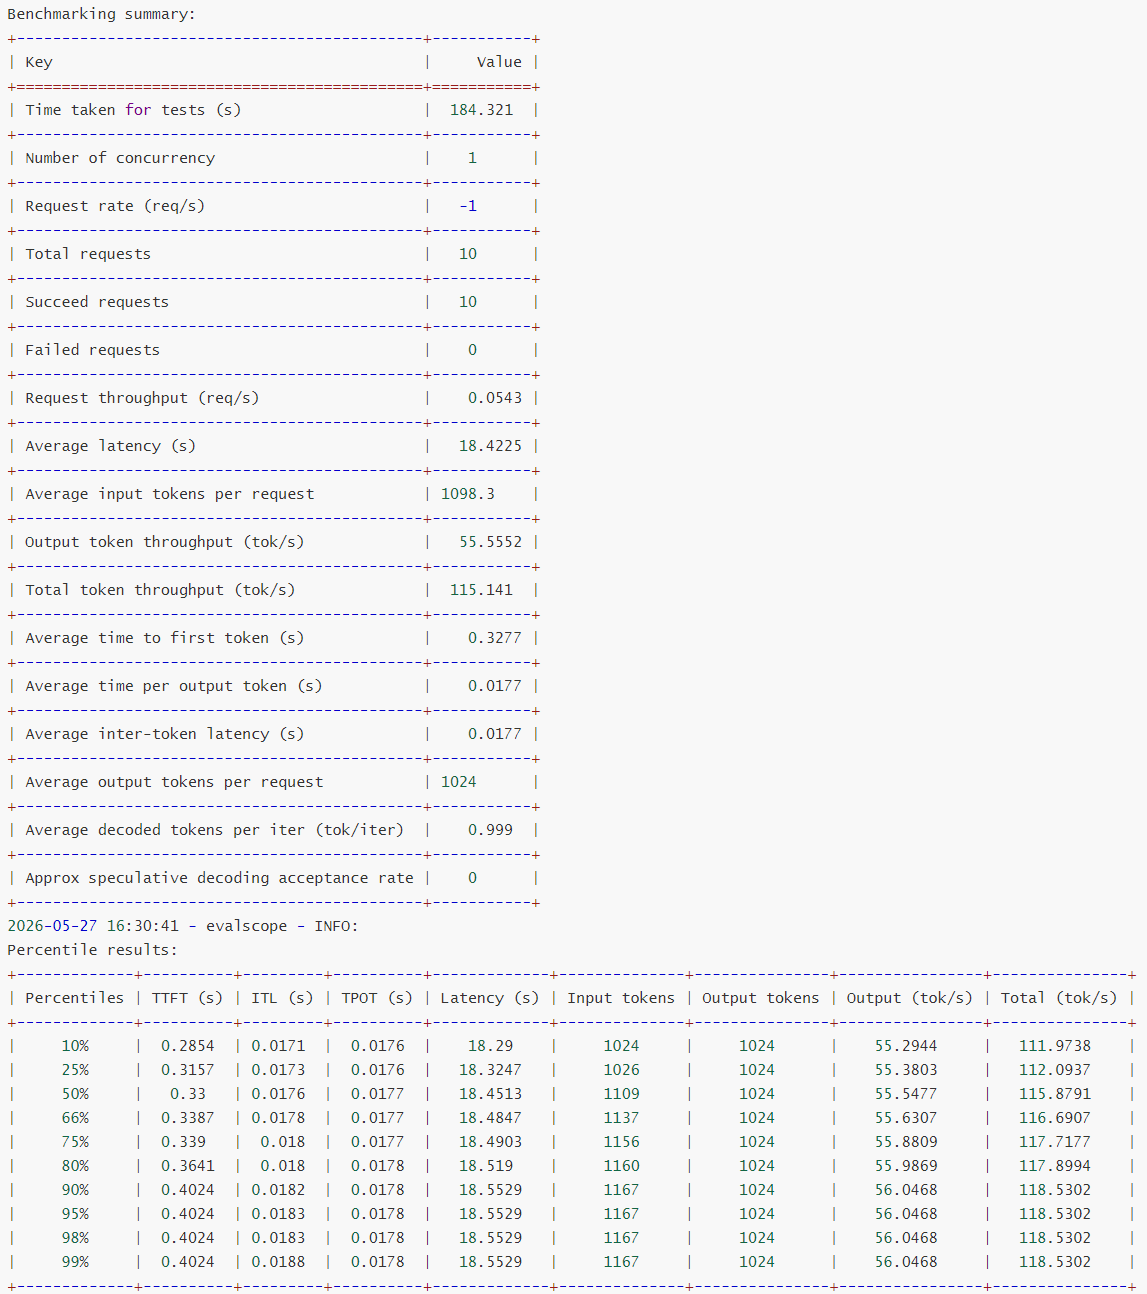 Benchmarking summary:
+---------------------------------------------+-----------+
| Key                                         |     Value |
+=============================================+===========+
| Time taken for tests (s)                    |  184.321  |
+---------------------------------------------+-----------+
| Number of concurrency                       |    1      |
+---------------------------------------------+-----------+
| Request rate (req/s)                        |   -1      |
+---------------------------------------------+-----------+
| Total requests                              |   10      |
+---------------------------------------------+-----------+
| Succeed requests                            |   10      |
+---------------------------------------------+-----------+
| Failed requests                             |    0      |
+---------------------------------------------+-----------+
| Request throughput (req/s)                  |    0.0543 |
+---------------------------------------------+-----------+
| Average latency (s)                         |   18.4225 |
+---------------------------------------------+-----------+
| Average input tokens per request            | 1098.3    |
+---------------------------------------------+-----------+
| Output token throughput (tok/s)             |   55.5552 |
+---------------------------------------------+-----------+
| Total token throughput (tok/s)              |  115.141  |
+---------------------------------------------+-----------+
| Average time to first token (s)             |    0.3277 |
+---------------------------------------------+-----------+
| Average time per output token (s)           |    0.0177 |
+---------------------------------------------+-----------+
| Average inter-token latency (s)             |    0.0177 |
+---------------------------------------------+-----------+
| Average output tokens per request           | 1024      |
+---------------------------------------------+-----------+
| Average decoded tokens per iter (tok/iter)  |    0.999  |
+---------------------------------------------+-----------+
| Approx speculative decoding acceptance rate |    0      |
+---------------------------------------------+-----------+
2026-05-27 16:30:41 - evalscope - INFO:
Percentile results:
+-------------+----------+---------+----------+-------------+--------------+---------------+----------------+---------------+
| Percentiles | TTFT (s) | ITL (s) | TPOT (s) | Latency (s) | Input tokens | Output tokens | Output (tok/s) | Total (tok/s) |
+-------------+----------+---------+----------+-------------+--------------+---------------+----------------+---------------+
|     10%     |  0.2854  | 0.0171  |  0.0176  |    18.29    |     1024     |     1024      |    55.2944     |   111.9738    |
|     25%     |  0.3157  | 0.0173  |  0.0176  |   18.3247   |     1026     |     1024      |    55.3803     |   112.0937    |
|     50%     |   0.33   | 0.0176  |  0.0177  |   18.4513   |     1109     |     1024      |    55.5477     |   115.8791    |
|     66%     |  0.3387  | 0.0178  |  0.0177  |   18.4847   |     1137     |     1024      |    55.6307     |   116.6907    |
|     75%     |  0.339   |  0.018  |  0.0177  |   18.4903   |     1156     |     1024      |    55.8809     |   117.7177    |
|     80%     |  0.3641  |  0.018  |  0.0178  |   18.519    |     1160     |     1024      |    55.9869     |   117.8994    |
|     90%     |  0.4024  | 0.0182  |  0.0178  |   18.5529   |     1167     |     1024      |    56.0468     |   118.5302    |
|     95%     |  0.4024  | 0.0183  |  0.0178  |   18.5529   |     1167     |     1024      |    56.0468     |   118.5302    |
|     98%     |  0.4024  | 0.0183  |  0.0178  |   18.5529   |     1167     |     1024      |    56.0468     |   118.5302    |
|     99%     |  0.4024  | 0.0188  |  0.0178  |   18.5529   |     1167     |     1024      |    56.0468     |   118.5302    |
+-------------+----------+---------+----------+-------------+--------------+---------------+----------------+---------------+